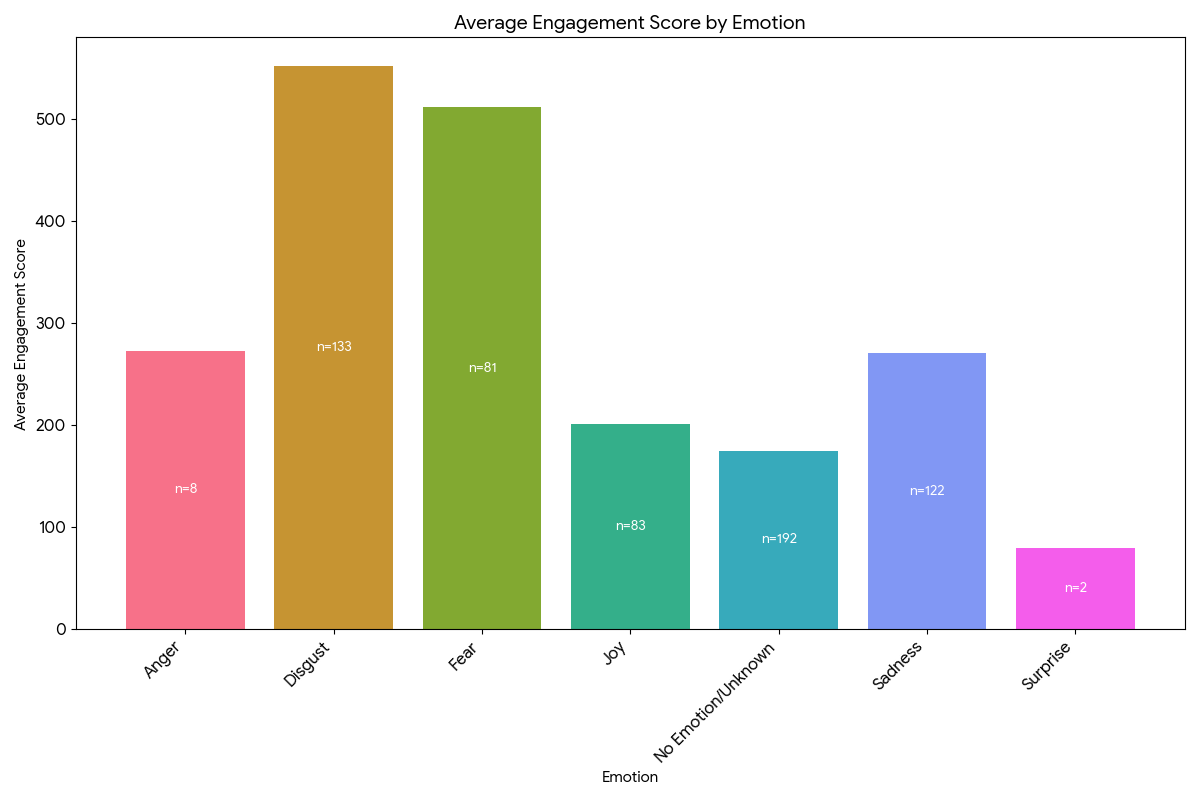 Average Engagement Score by Emotion
Average Engagement Score
500
400
300
200
100
0
n=8
n=133
n=81
n=83
n=192
n=122
n=2
Anger
Disgust
Fear
Joy
No Emotion/Unknown
Sadness
Surprise
Emotion